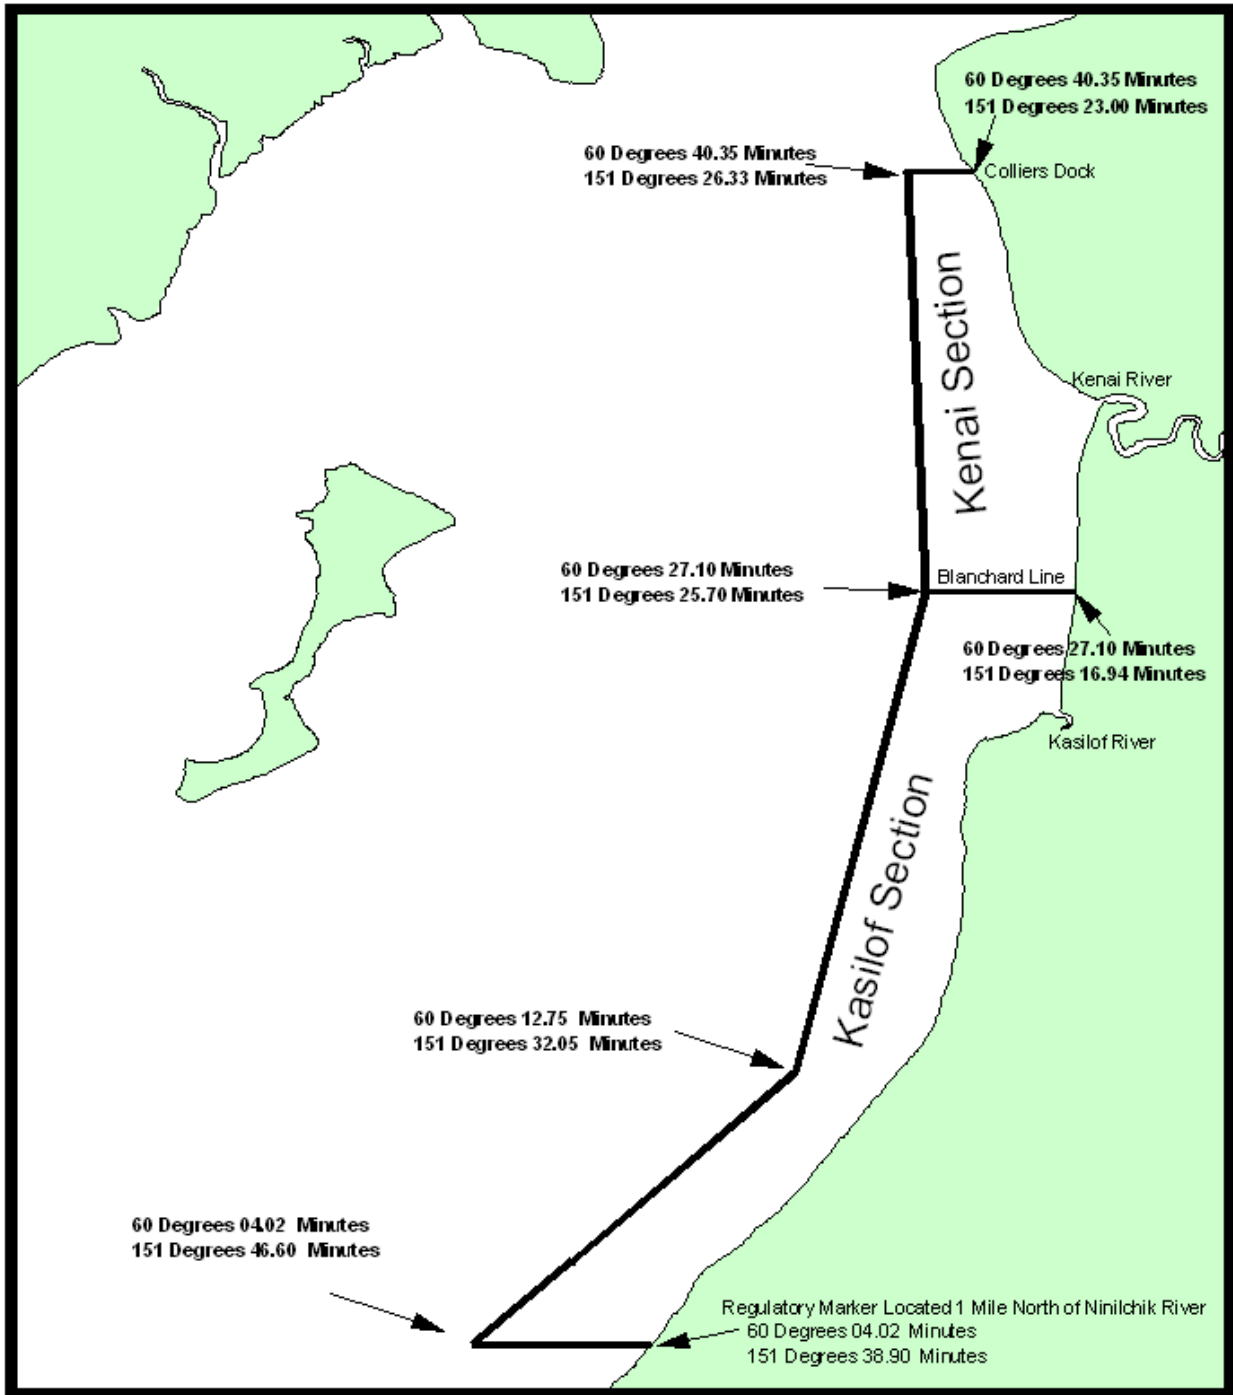 60 Degrees 40.35 Minutes
151 Degrees 23.00 Minutes
60 Degrees 40.35 Minutes
151 Degrees 26.33 Minutes
Colliers Dock
Kenai Section
Kenai River
60 Degrees 27.10 Minutes
151 Degrees 25.70 Minutes
Blanchard Line
60 Degrees 27.10 Minutes
151 Degrees 16.94 Minutes
Kasilof River
Kasilof Section
60 Degrees 12.75 Minutes
151 Degrees 32.05 Minutes
60 Degrees 04.02 Minutes
151 Degrees 46.60 Minutes
Regulatory Marker Located 1 Mile North of Ninilchik River
60 Degrees 04.02 Minutes
151 Degrees 38.90 Minutes